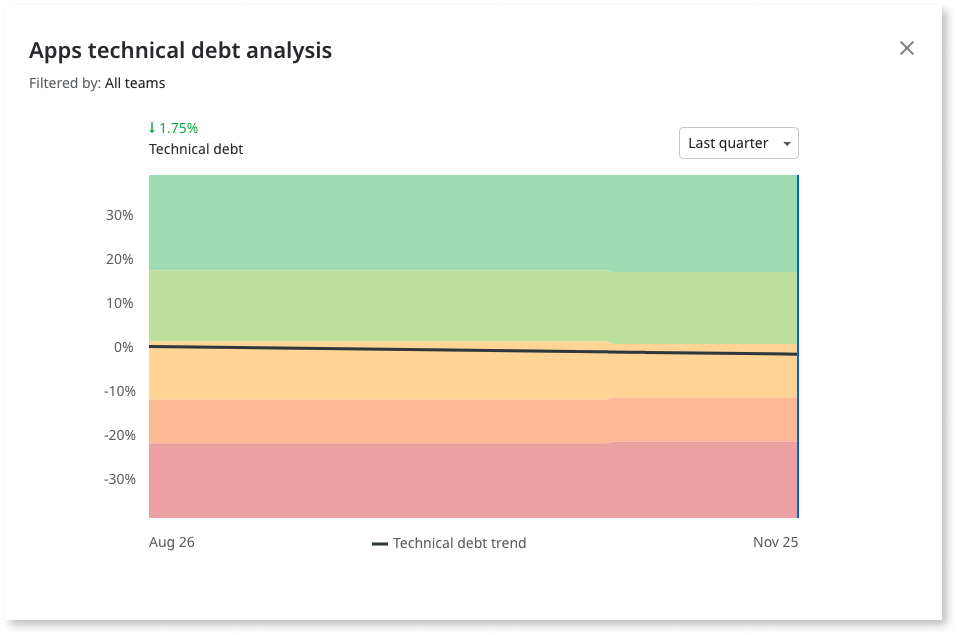 Apps technical debt analysis
Filtered by: All teams
↓ 1.75%
Technical debt
Last quarter
30%
20%
10%
0%
-10%
-20%
-30%
Aug 26
Technical debt trend
Nov 25